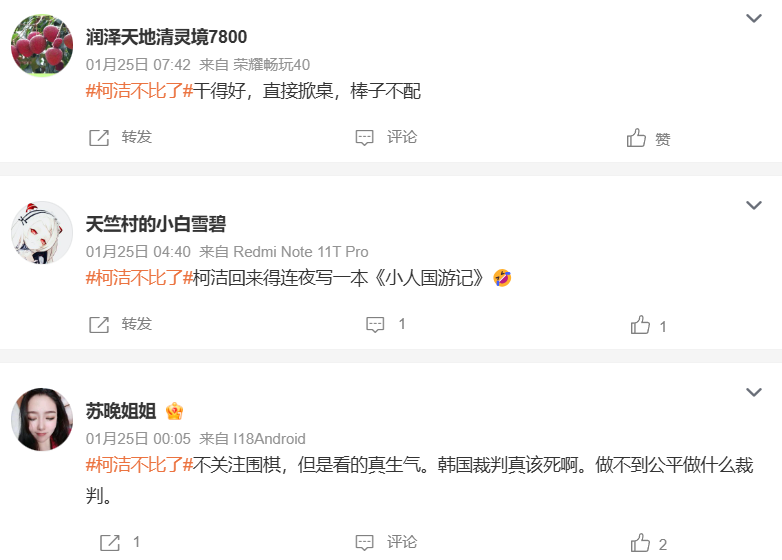 润泽天地清灵境7800
01月25日 07:42 来自 荣耀畅玩40
#柯洁不比了#干得好，直接掀桌，棒子不配
转发 评论 赞
天竺村的小白雪碧
01月25日 04:40 来自 Redmi Note 11T Pro
#柯洁不比了#柯洁回来得连夜写一本《小人国游记》🤣
转发 1 1
苏晚姐姐
01月25日 00:05 来自 I18Android
#柯洁不比了#不关注围棋，但是看的真生气。韩国裁判真该死啊。做不到公平做什么裁
判。
1 评论 2